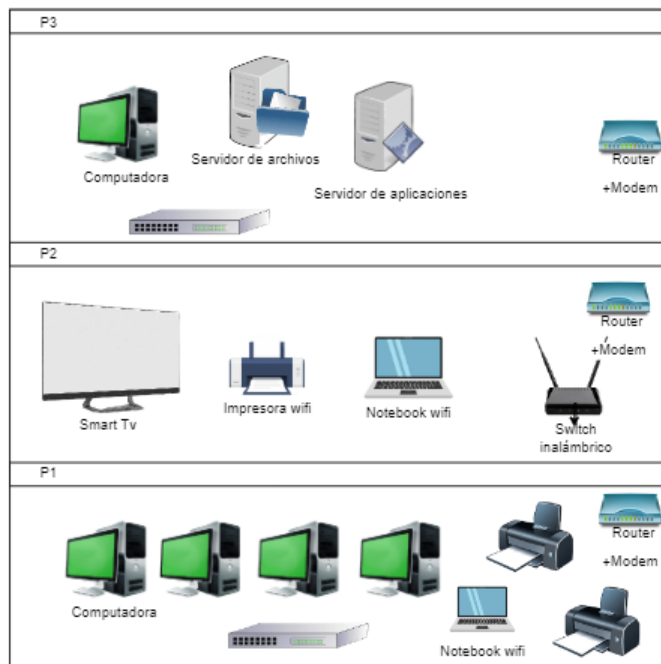 P3
Computadora
Servidor de archivos
Servidor de aplicaciones
Router
+Modem
P2
Smart Tv
Impresora wifi
Notebook wifi
Router
+Modem
Switch
inalámbrico
P1
Computadora
Notebook wifi
Router
+Modem